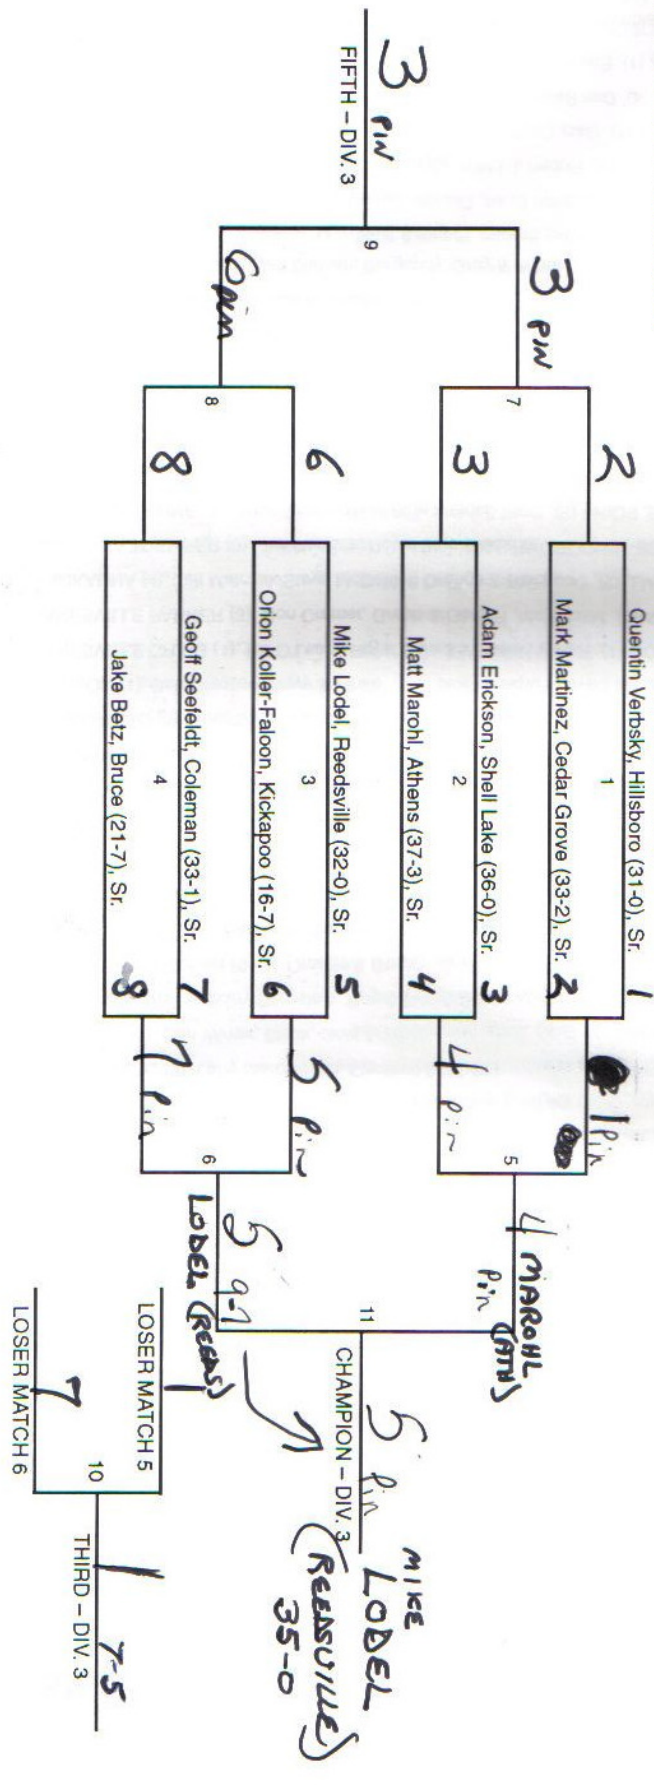 Quentin Verbsky, Hillsboro (31-0), Sr. 1
1
Mark Martinez, Cedar Grove (33-2), Sr. 2
Adam Erickson, Shell Lake (36-0), Sr. 3
2
Matt Marohl, Athens (37-3), Sr. 4
Mike Lodel, Reedsville (32-0), Sr. 5
3
Orion Koller-Faloon, Kickapoo (16-7), Sr. 6
Geoff Seefeldt, Coleman (33-1), Sr. 7
4
Jake Betz, Bruce (21-7), Sr. 8
2
7
3
6
8
8
3 PIN
9
6 pin
3 PIN
FIFTH – DIV. 3
1 Pin
5
4 Pin
5 Pin
6
7 Pin
4 MAROHL (ATH)
Pin
11
5 9-7
LODEL (REEDS)
5 Pin
CHAMPION – DIV. 3
MIKE
LODEL
(REEDSVILLE)
35-0
1
LOSER MATCH 5
10
7
LOSER MATCH 6
1 7-5
THIRD – DIV. 3